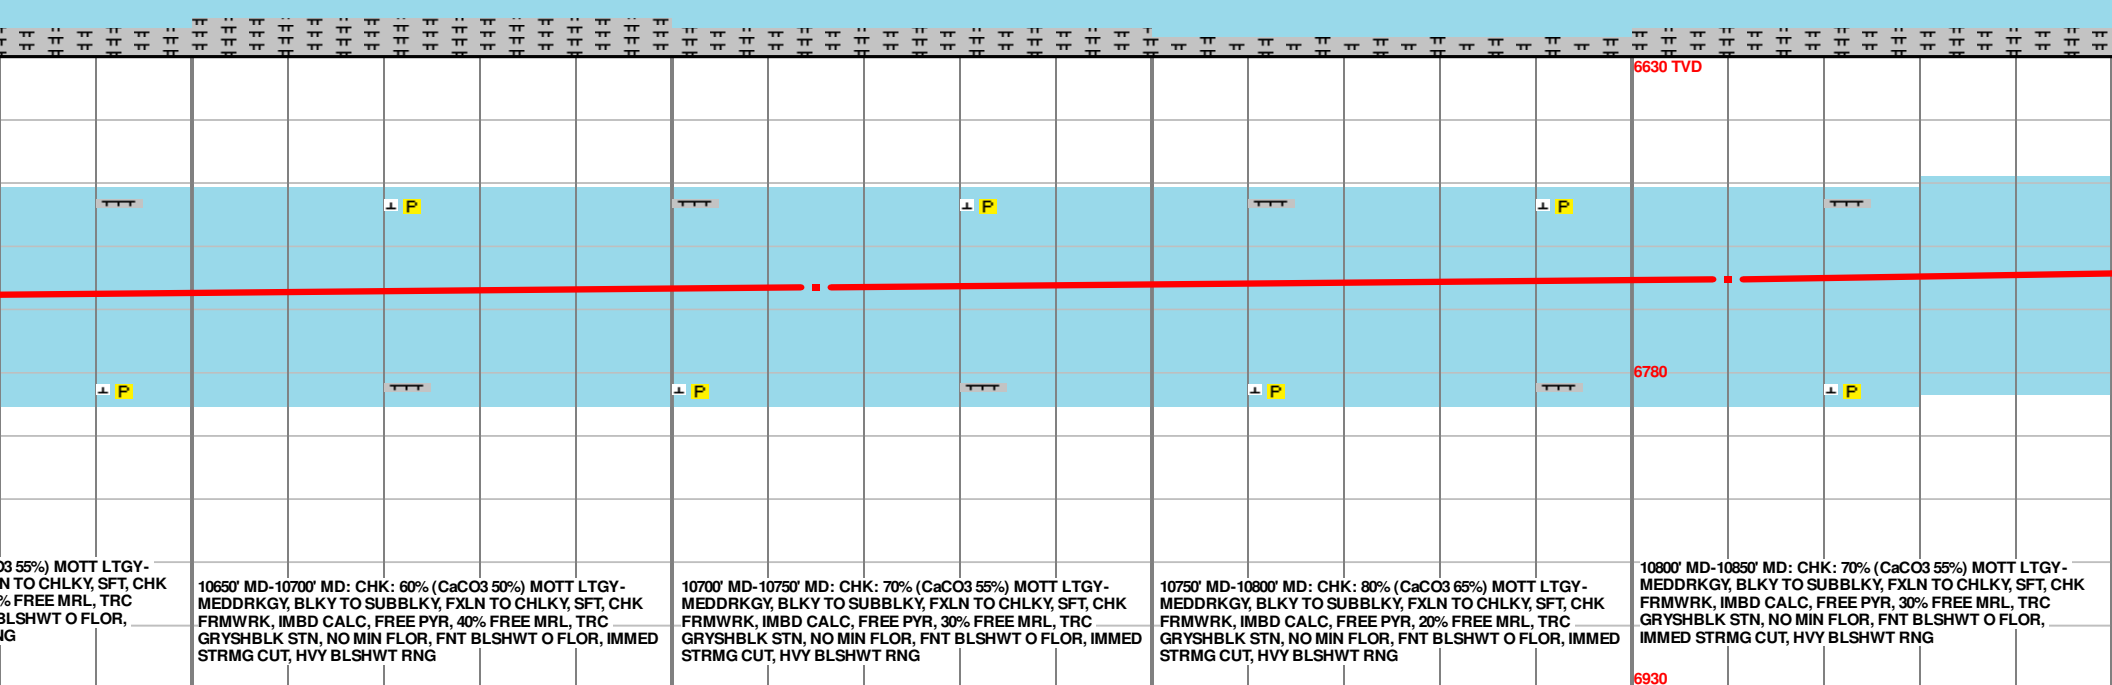 6630 TVD
P
P
P
6780
P
P
P
P
O3 55%) MOTT LTGY-
N TO CHLKY, SFT, CHK
% FREE MRL, TRC
BLSHWT O FLOR,
NG
10650' MD-10700' MD: CHK: 60% (CaCO3 50%) MOTT LTGY-
MEDDRKGY, BLKY TO SUBBLKY, FXLN TO CHLKY, SFT, CHK
FRMWRK, IMBD CALC, FREE PYR, 40% FREE MRL, TRC
GRYSHBLK STN, NO MIN FLOR, FNT BLSHWT O FLOR, IMMED
STRMG CUT, HVY BLSHWT RNG
10700' MD-10750' MD: CHK: 70% (CaCO3 55%) MOTT LTGY-
MEDDRKGY, BLKY TO SUBBLKY, FXLN TO CHLKY, SFT, CHK
FRMWRK, IMBD CALC, FREE PYR, 30% FREE MRL, TRC
GRYSHBLK STN, NO MIN FLOR, FNT BLSHWT O FLOR, IMMED
STRMG CUT, HVY BLSHWT RNG
10750' MD-10800' MD: CHK: 80% (CaCO3 65%) MOTT LTGY-
MEDDRKGY, BLKY TO SUBBLKY, FXLN TO CHLKY, SFT, CHK
FRMWRK, IMBD CALC, FREE PYR, 20% FREE MRL, TRC
GRYSHBLK STN, NO MIN FLOR, FNT BLSHWT O FLOR, IMMED
STRMG CUT, HVY BLSHWT RNG
10800' MD-10850' MD: CHK: 70% (CaCO3 55%) MOTT LTGY-
MEDDRKGY, BLKY TO SUBBLKY, FXLN TO CHLKY, SFT, CHK
FRMWRK, IMBD CALC, FREE PYR, 30% FREE MRL, TRC
GRYSHBLK STN, NO MIN FLOR, FNT BLSHWT O FLOR,
IMMED STRMG CUT, HVY BLSHWT RNG
6930